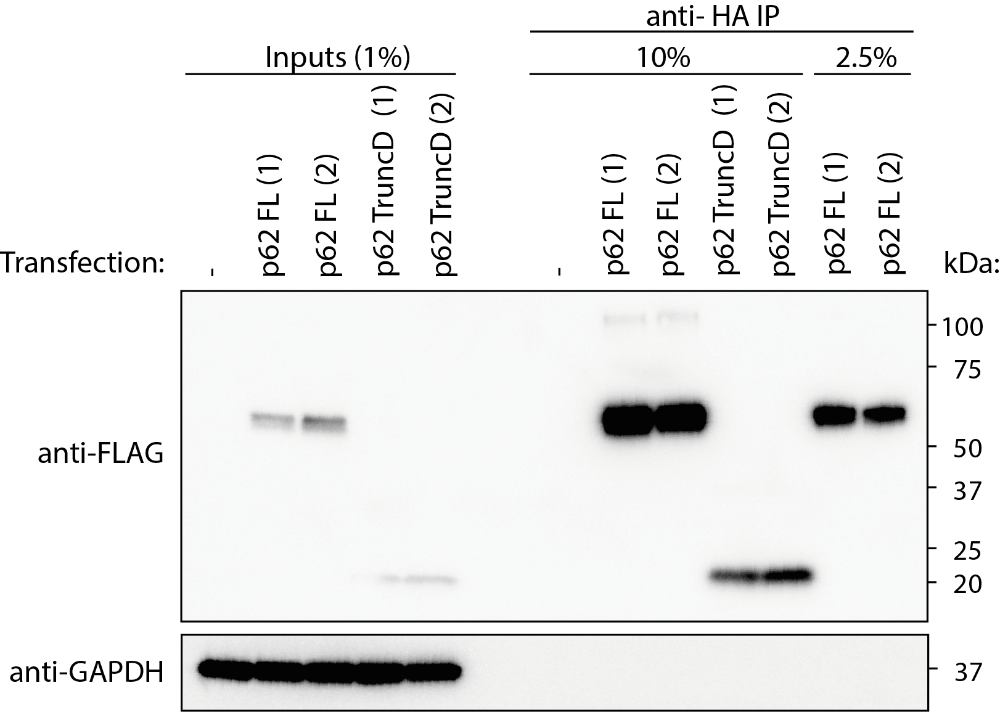 anti- HA IP
Inputs (1%)
10%
2.5%
Transfection:
-
p62 FL (1)
p62 FL (2)
p62 TruncD (1)
p62 TruncD (2)
-
p62 FL (1)
p62 FL (2)
p62 TruncD (1)
p62 TruncD (2)
p62 FL (1)
p62 FL (2)
kDa:
100
75
anti-FLAG
50
37
25
20
anti-GAPDH
37